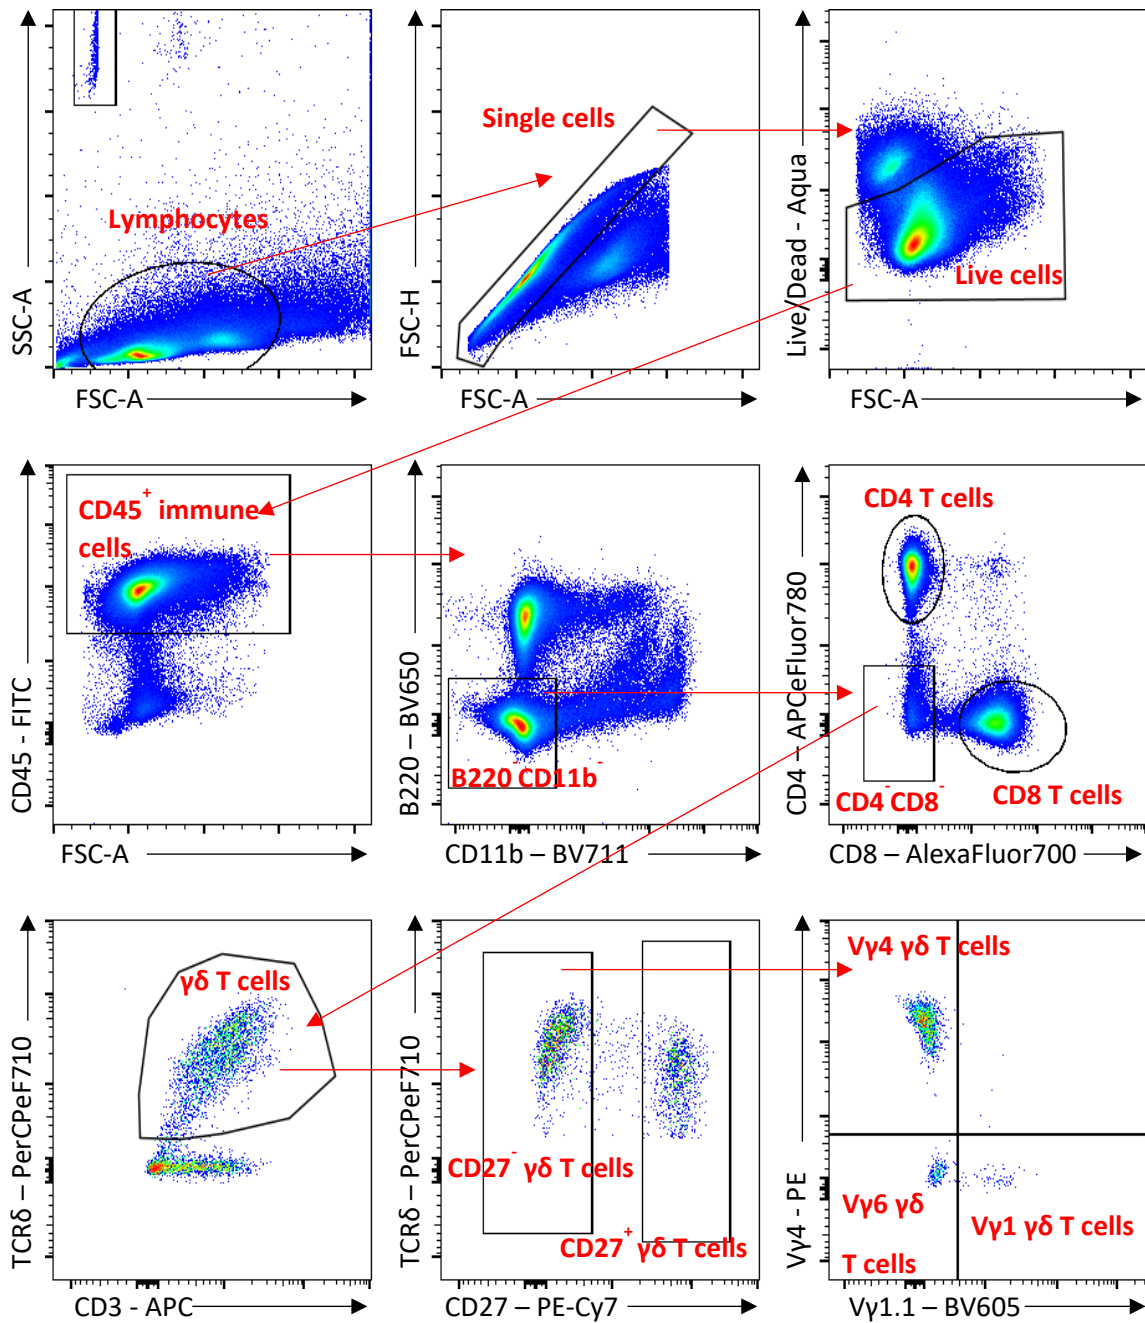 SSC-A
Lymphocytes
FSC-A
FSC-H
Single cells
FSC-A
Live/Dead - Aqua
Live cells
FSC-A
CD45 - FITC
CD45⁺ immune
cells
FSC-A
B220 – BV650
B220⁻ CD11b⁻
CD11b – BV711
CD4 – APCeFluor780
CD4 T cells
CD4⁻ CD8⁻
CD8 T cells
CD8 – AlexaFluor700
TCRδ – PerCPeF710
γδ T cells
CD3 - APC
TCRδ – PerCPeF710
CD27⁻ γδ T cells
CD27⁺ γδ T cells
CD27 – PE-Cy7
Vγ4 - PE
Vγ4 γδ T cells
Vγ6 γδ
T cells
Vγ1 γδ T cells
Vγ1.1 – BV605